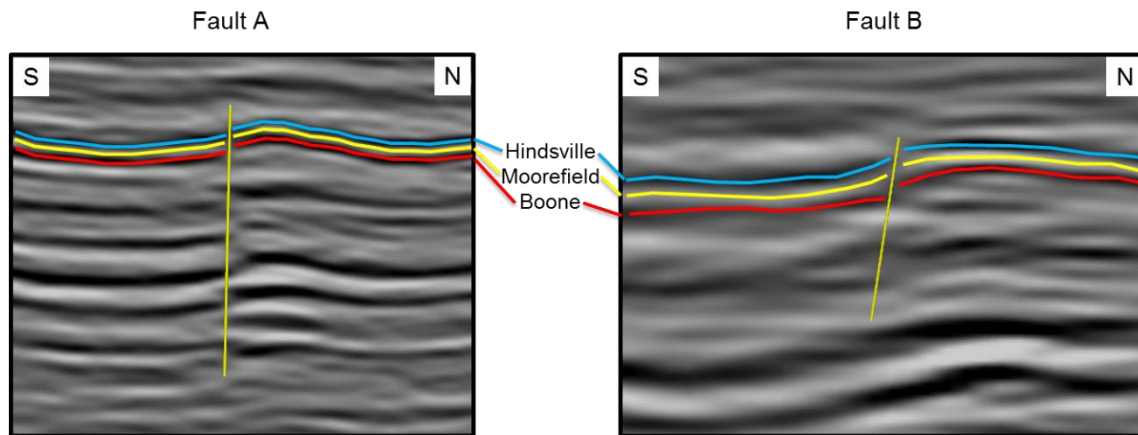 Fault A
Fault B
S
N
S
N
Hindsville
Moorefield
Boone